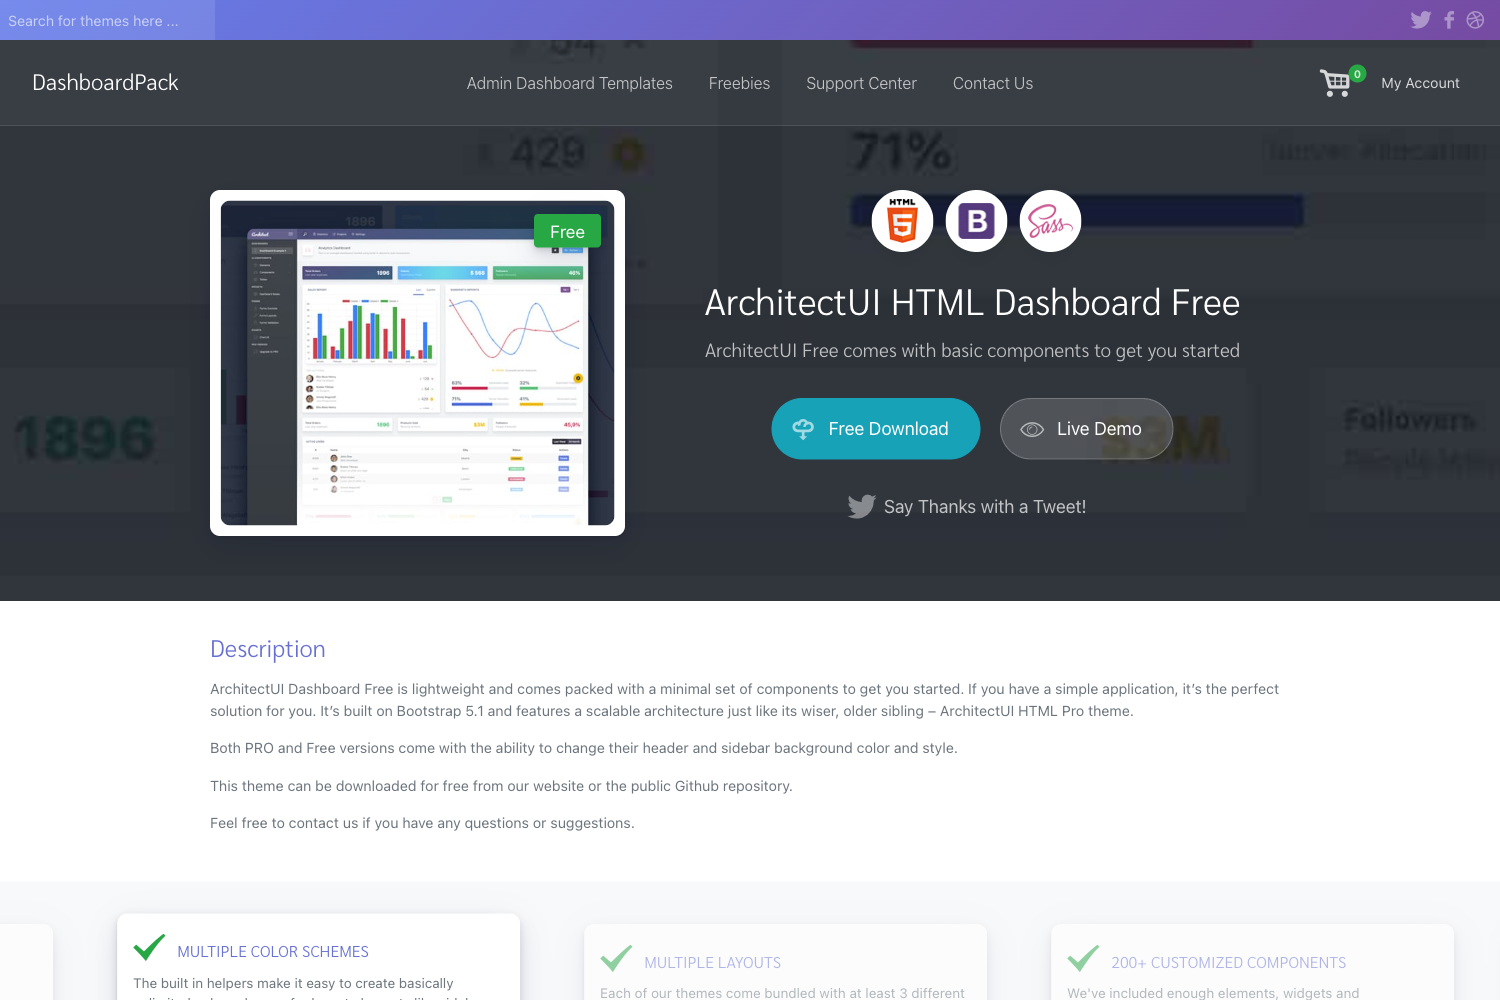 Search for themes here ...
DashboardPack
Admin Dashboard Templates
Freebies
Support Center
Contact Us
0
My Account
429
71%
1896
Free
1896
Followers
$3M
HTML
5
B
Sass
ArchitectUI HTML Dashboard Free
ArchitectUI Free comes with basic components to get you started
Free Download
Live Demo
Say Thanks with a Tweet!
Description
ArchitectUI Dashboard Free is lightweight and comes packed with a minimal set of components to get you started. If you have a simple application, it’s the perfect
solution for you. It’s built on Bootstrap 5.1 and features a scalable architecture just like its wiser, older sibling – ArchitectUI HTML Pro theme.
Both PRO and Free versions come with the ability to change their header and sidebar background color and style.
This theme can be downloaded for free from our website or the public Github repository.
Feel free to contact us if you have any questions or suggestions.
MULTIPLE COLOR SCHEMES
The built in helpers make it easy to create basically
MULTIPLE LAYOUTS
Each of our themes come bundled with at least 3 different
200+ CUSTOMIZED COMPONENTS
We've included enough elements, widgets and